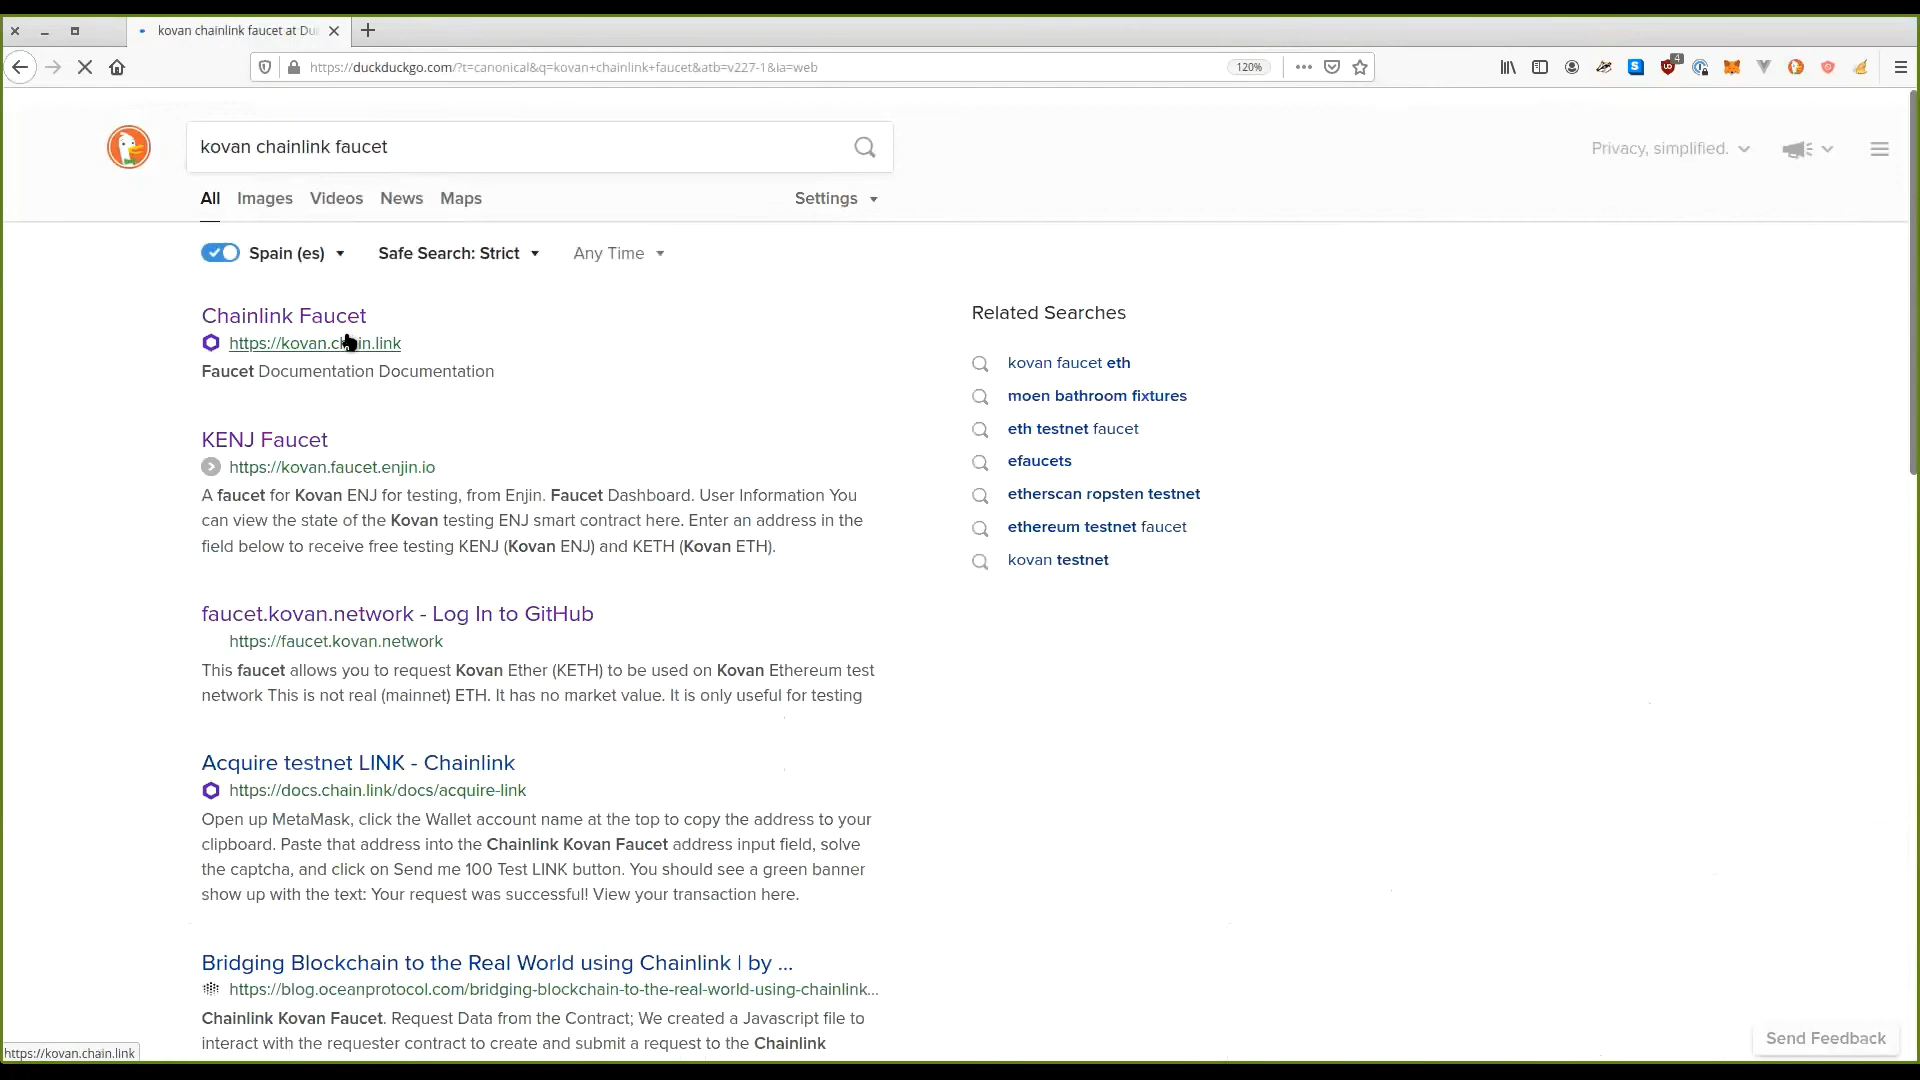 kovan chainlink faucet at Du
https://duckduckgo.com/?t=canonical&q=kovan+chainlink+faucet&atb=v227-1&ia=web
120%
4
kovan chainlink faucet
Privacy, simplified.
All Images Videos News Maps Settings
Spain (es) Safe Search: Strict Any Time
Chainlink Faucet
https://kovan.chain.link
Faucet Documentation Documentation
KENJ Faucet
https://kovan.faucet.enjin.io
A faucet for Kovan ENJ for testing, from Enjin. Faucet Dashboard. User Information You
can view the state of the Kovan testing ENJ smart contract here. Enter an address in the
field below to receive free testing KENJ (Kovan ENJ) and KETH (Kovan ETH).
faucet.kovan.network - Log In to GitHub
https://faucet.kovan.network
This faucet allows you to request Kovan Ether (KETH) to be used on Kovan Ethereum test
network This is not real (mainnet) ETH. It has no market value. It is only useful for testing
Acquire testnet LINK - Chainlink
https://docs.chain.link/docs/acquire-link
Open up MetaMask, click the Wallet account name at the top to copy the address to your
clipboard. Paste that address into the Chainlink Kovan Faucet address input field, solve
the captcha, and click on Send me 100 Test LINK button. You should see a green banner
show up with the text: Your request was successful! View your transaction here.
Bridging Blockchain to the Real World using Chainlink | by ...
https://blog.oceanprotocol.com/bridging-blockchain-to-the-real-world-using-chainlink...
Chainlink Kovan Faucet. Request Data from the Contract; We created a Javascript file to
interact with the requester contract to create and submit a request to the Chainlink
Related Searches
kovan faucet eth
moen bathroom fixtures
eth testnet faucet
efaucets
etherscan ropsten testnet
ethereum testnet faucet
kovan testnet
Send Feedback
https://kovan.chain.link